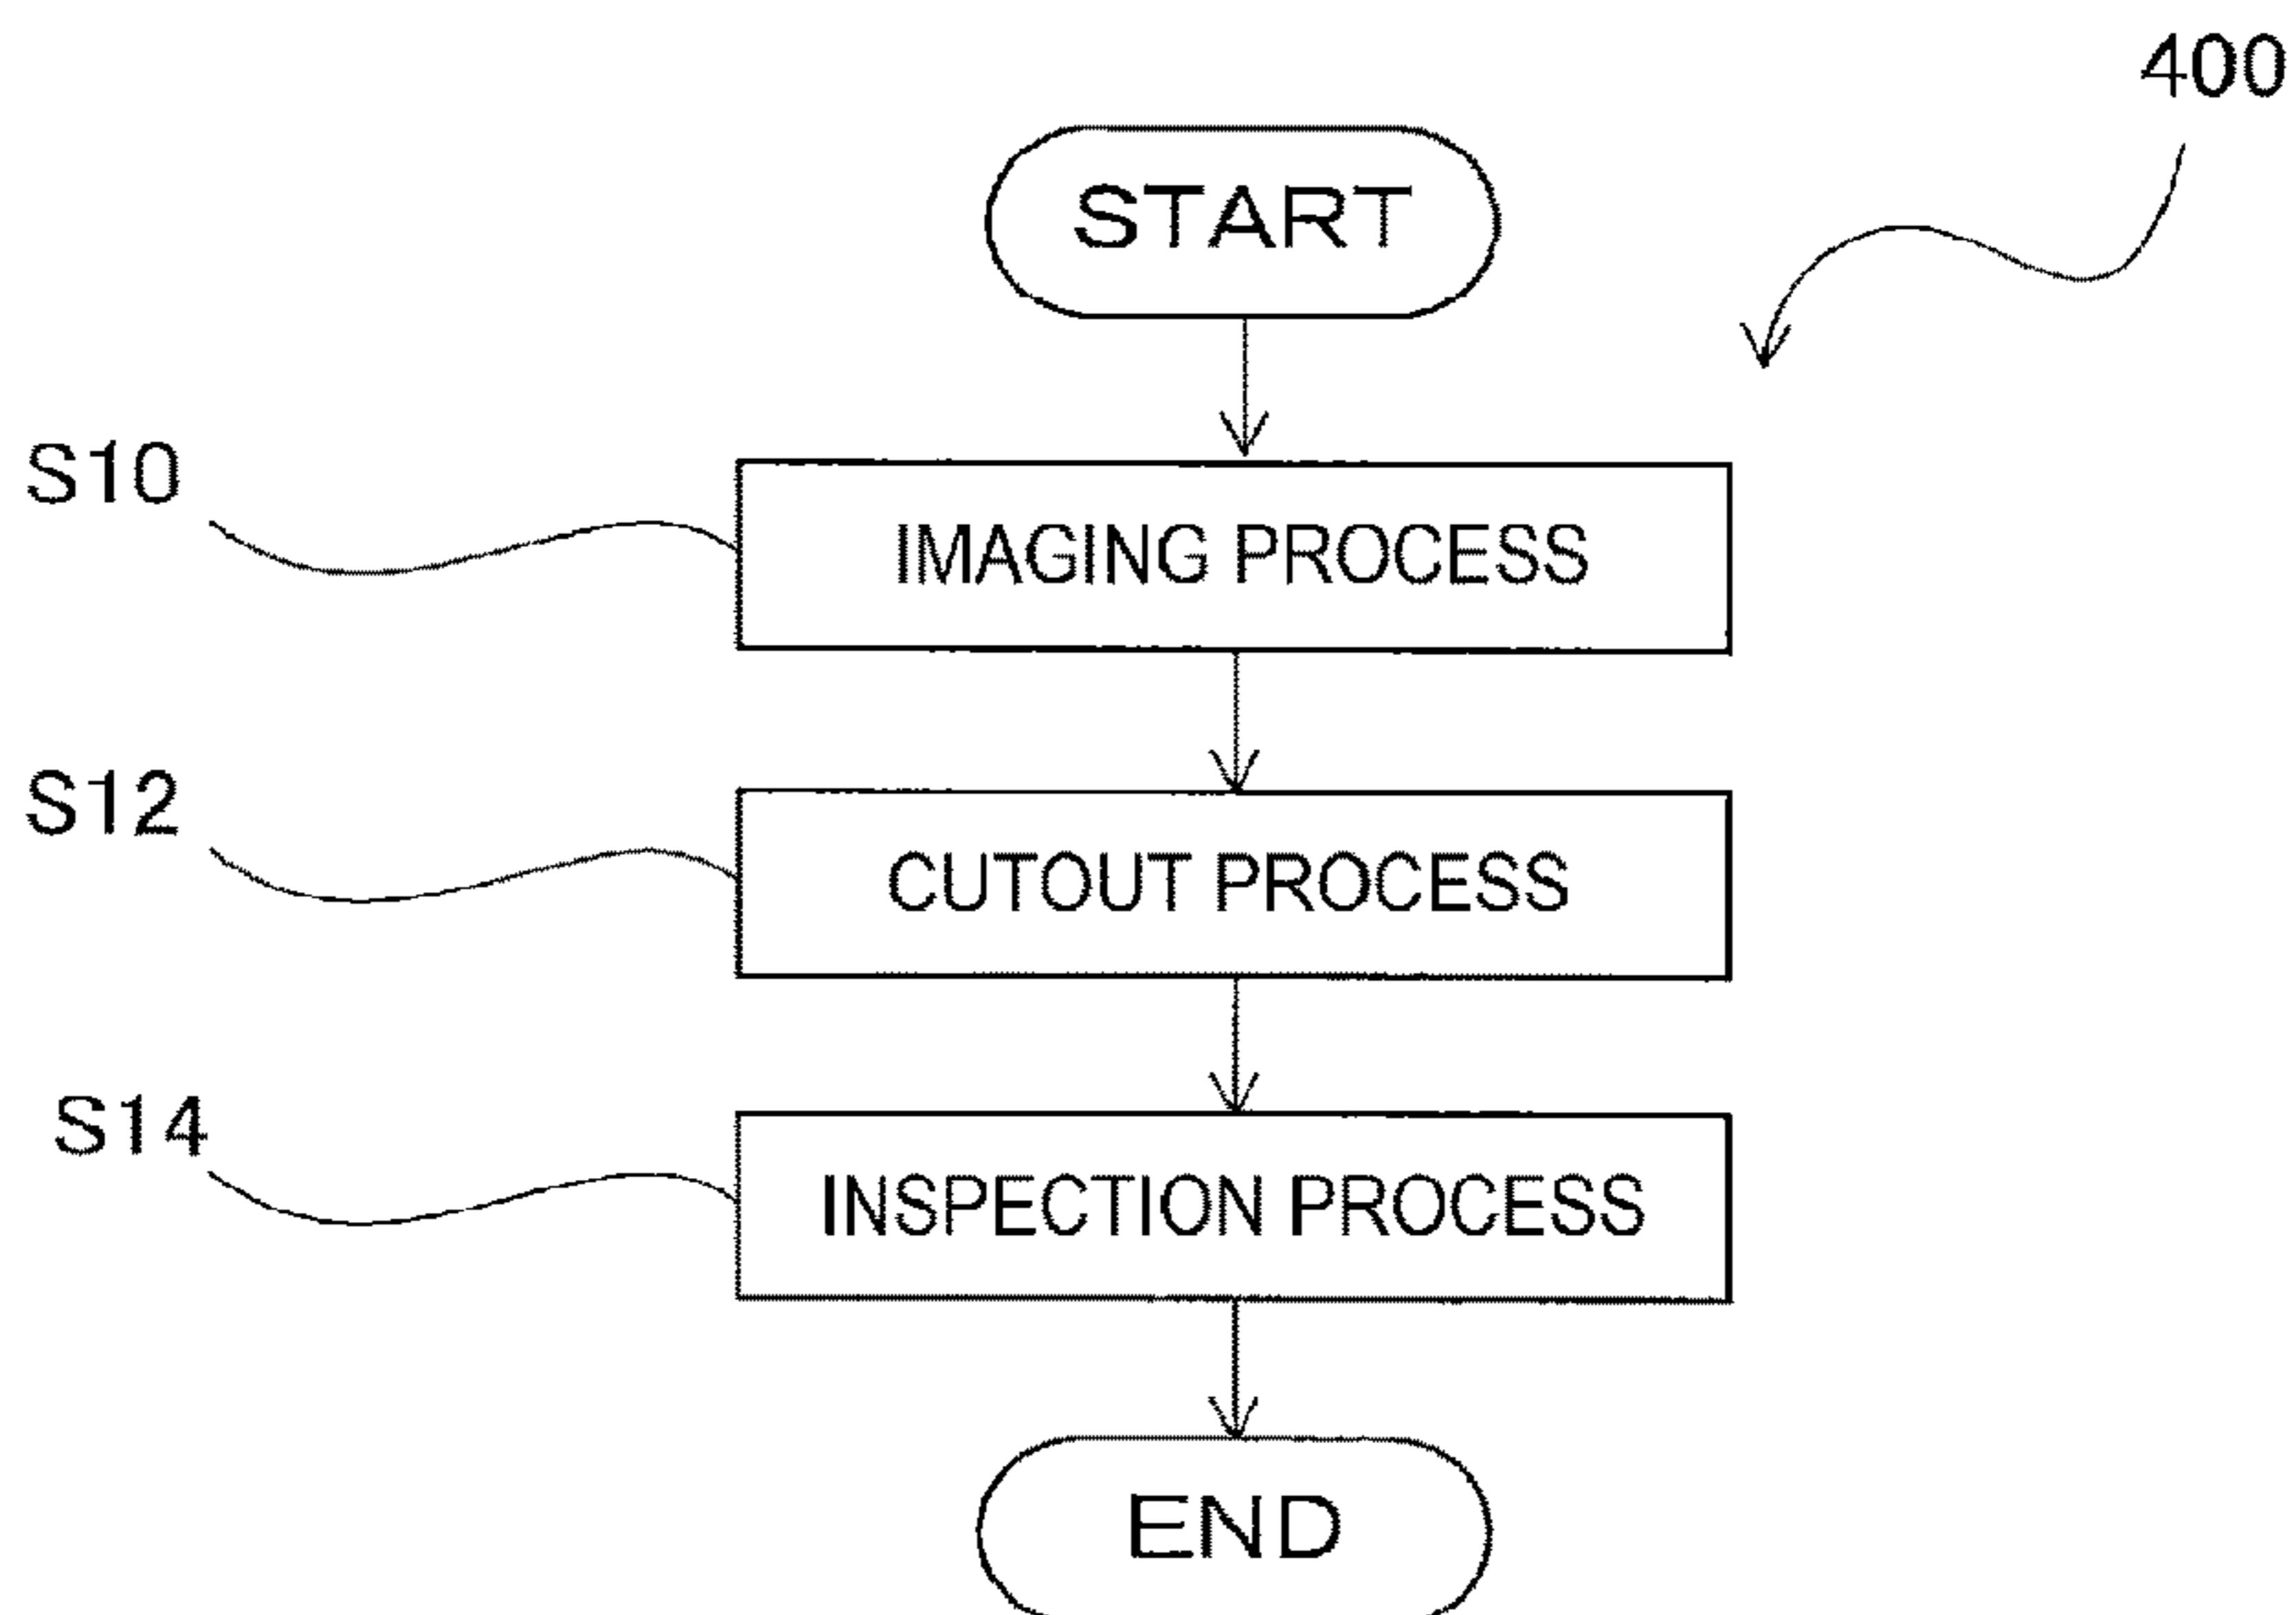 400
START
S10
IMAGING PROCESS
S12
CUTOUT PROCESS
S14
INSPECTION PROCESS
END